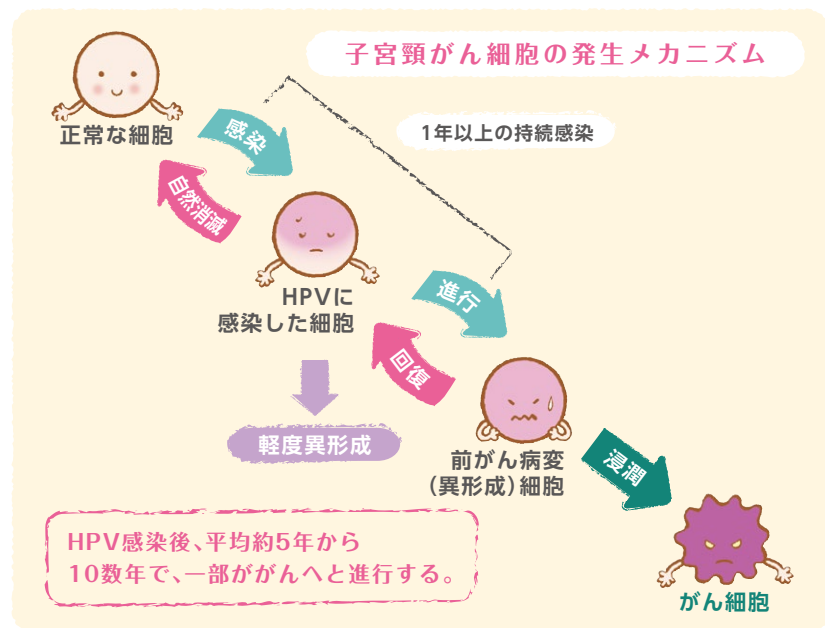 子宮頸がん細胞の発生メカニズム
正常な細胞
感染
1年以上の持続感染
自然消滅
HPVに
感染した細胞
進行
回復
軽度異形成
前がん病変
（異形成）細胞
浸潤
HPV感染後、平均約5年から
10数年で、一部ががんへと進行する。
がん細胞